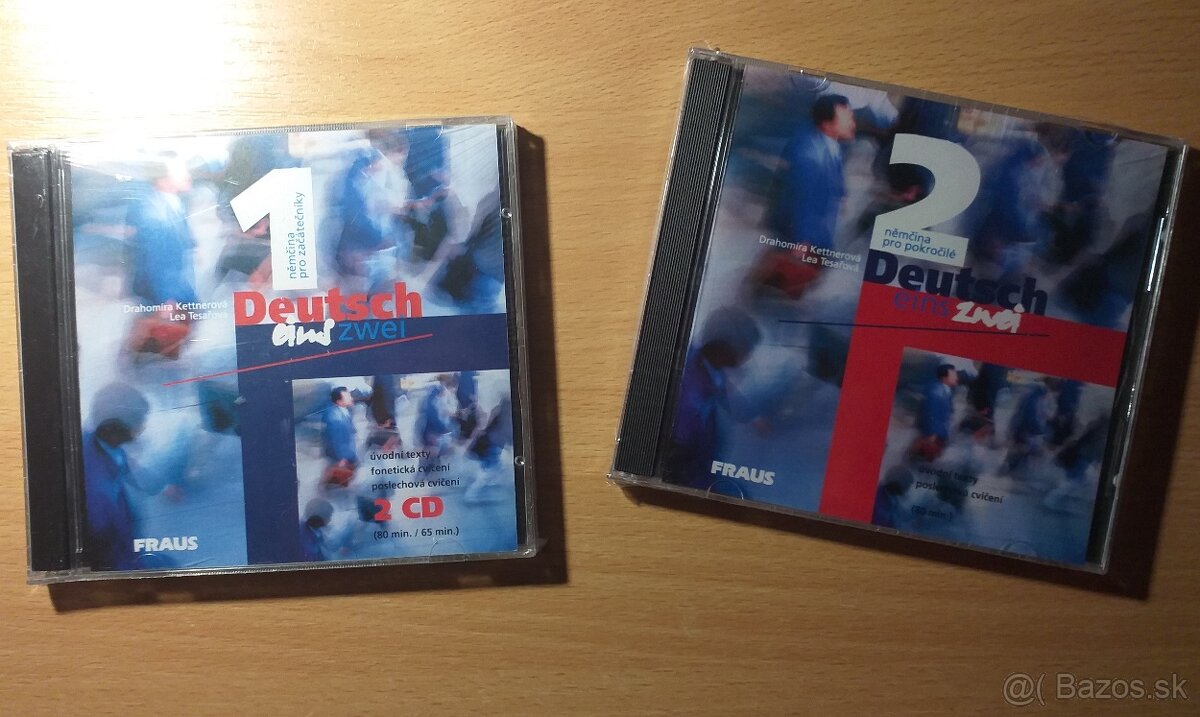 1
němčina
pro začátečníky
Drahomíra Kettnerová
Lea Tesařová
Deutsch
eins zwei
úvodní texty
fonetická cvičení
poslechová cvičení
2 CD
(80 min. / 65 min.)
FRAUS
2
němčina
pro pokročilé
Drahomíra Kettnerová
Lea Tesařová
Deutsch
eins zwei
úvodní texty
poslechová cvičení
(80 min.)
FRAUS
@( Bazos.sk